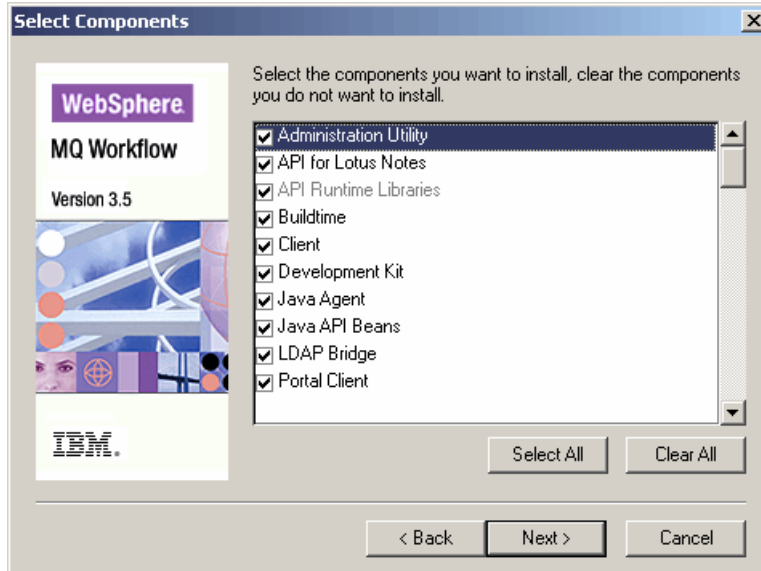 Select Components
WebSphere.
MQ Workflow
Version 3.5
IBM.
Select the components you want to install, clear the components
you do not want to install.
Administration Utility
API for Lotus Notes
API Runtime Libraries
Buildtime
Client
Development Kit
Java Agent
Java API Beans
LDAP Bridge
Portal Client
Select All
Clear All
< Back
Next >
Cancel